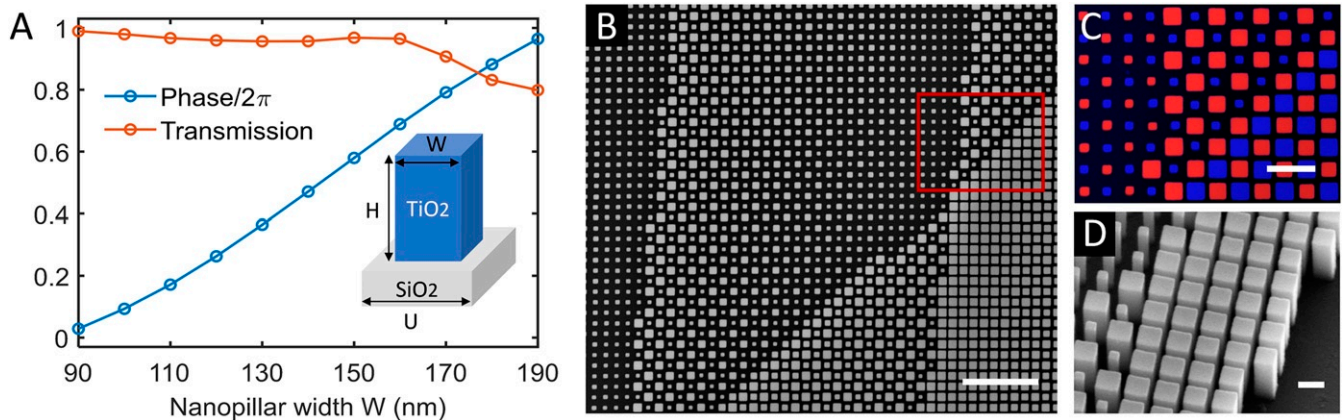 A
1
0.8
0.6
0.4
0.2
0
Phase/2π
Transmission
W
H
TiO2
SiO2
U
90
110
130
150
170
190
Nanopillar width W (nm)
B
C
D